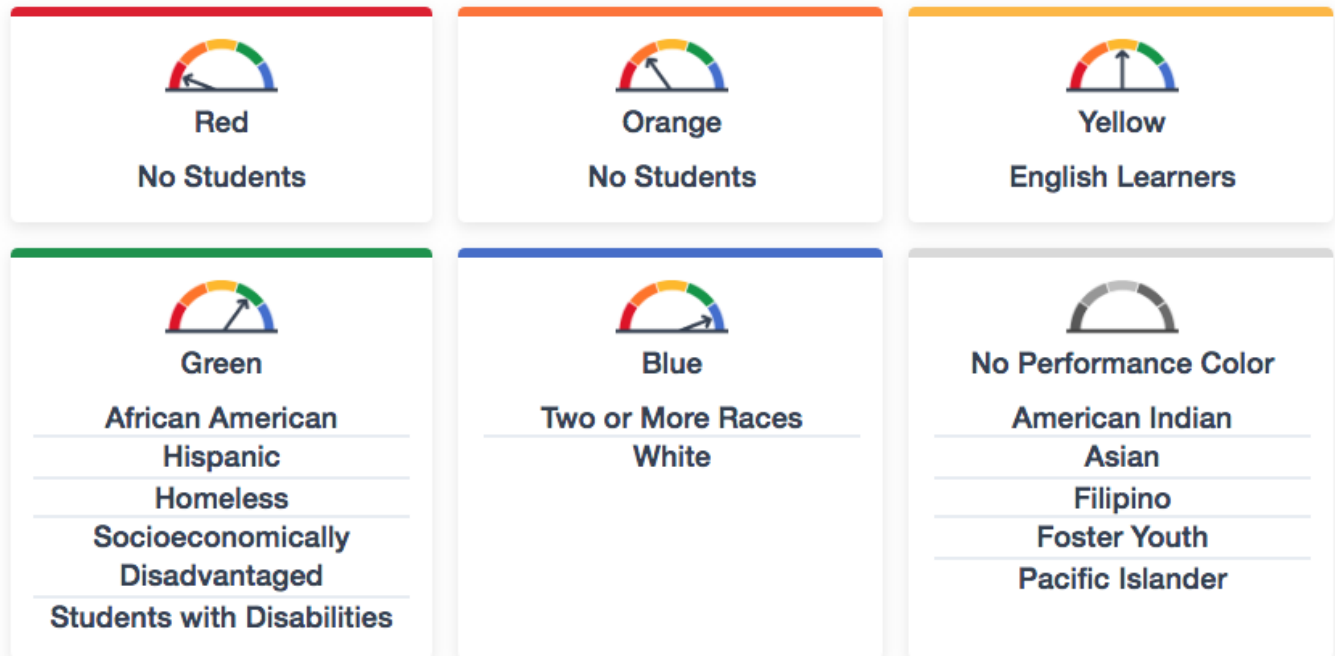 Red
No Students
Orange
No Students
Yellow
English Learners
Green
African American
Hispanic
Homeless
Socioeconomically
Disadvantaged
Students with Disabilities
Blue
Two or More Races
White
No Performance Color
American Indian
Asian
Filipino
Foster Youth
Pacific Islander